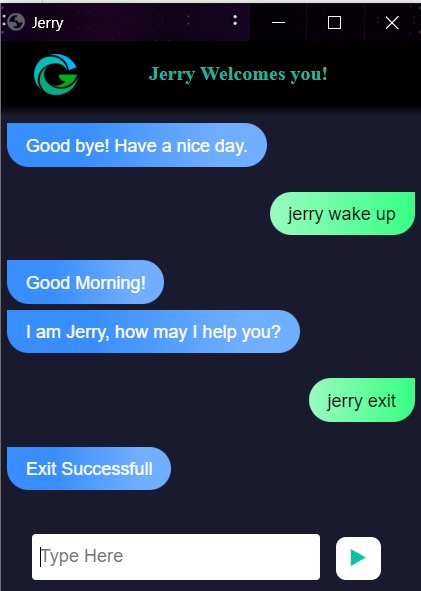 Jerry
Jerry Welcomes you!
Good bye! Have a nice day.
jerry wake up
Good Morning!
I am Jerry, how may I help you?
jerry exit
Exit Successfull
Type Here